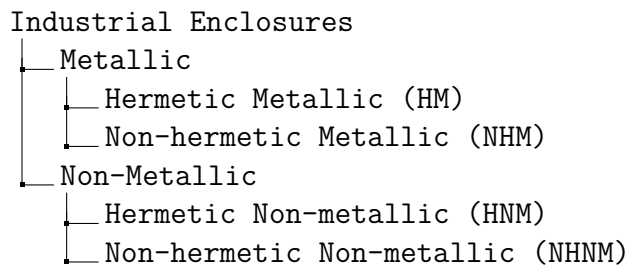 Industrial Enclosures
Metallic
Hermetic Metallic (HM)
Non-hermetic Metallic (NHM)
Non-Metallic
Hermetic Non-metallic (HNM)
Non-hermetic Non-metallic (NHNM)